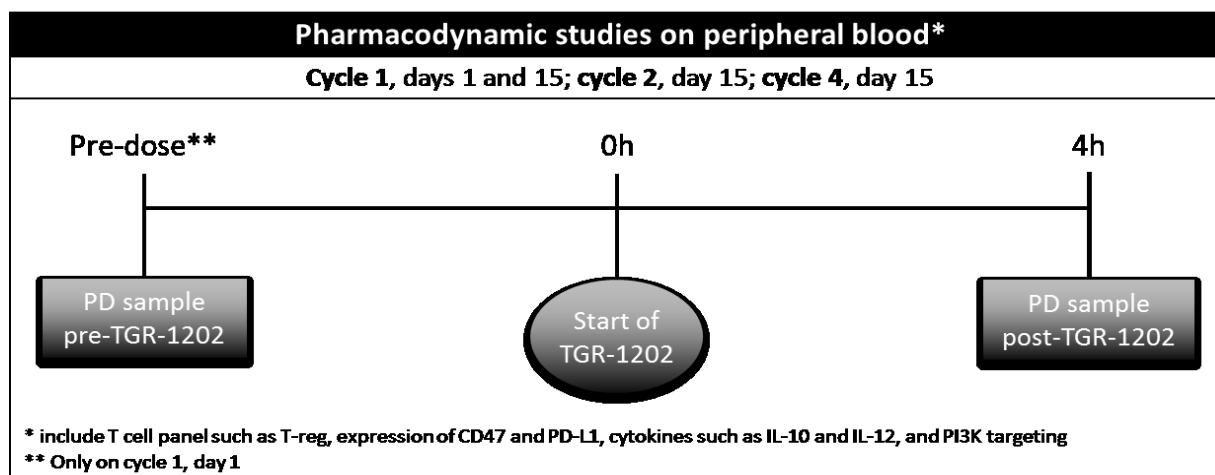 Pharmacodynamic studies on peripheral blood*
Cycle 1, days 1 and 15; cycle 2, day 15; cycle 4, day 15
Pre-dose** 0h 4h
PD sample
pre-TGR-1202
Start of
TGR-1202
PD sample
post-TGR-1202
* include T cell panel such as T-reg, expression of CD47 and PD-L1, cytokines such as IL-10 and IL-12, and PI3K targeting
** Only on cycle 1, day 1